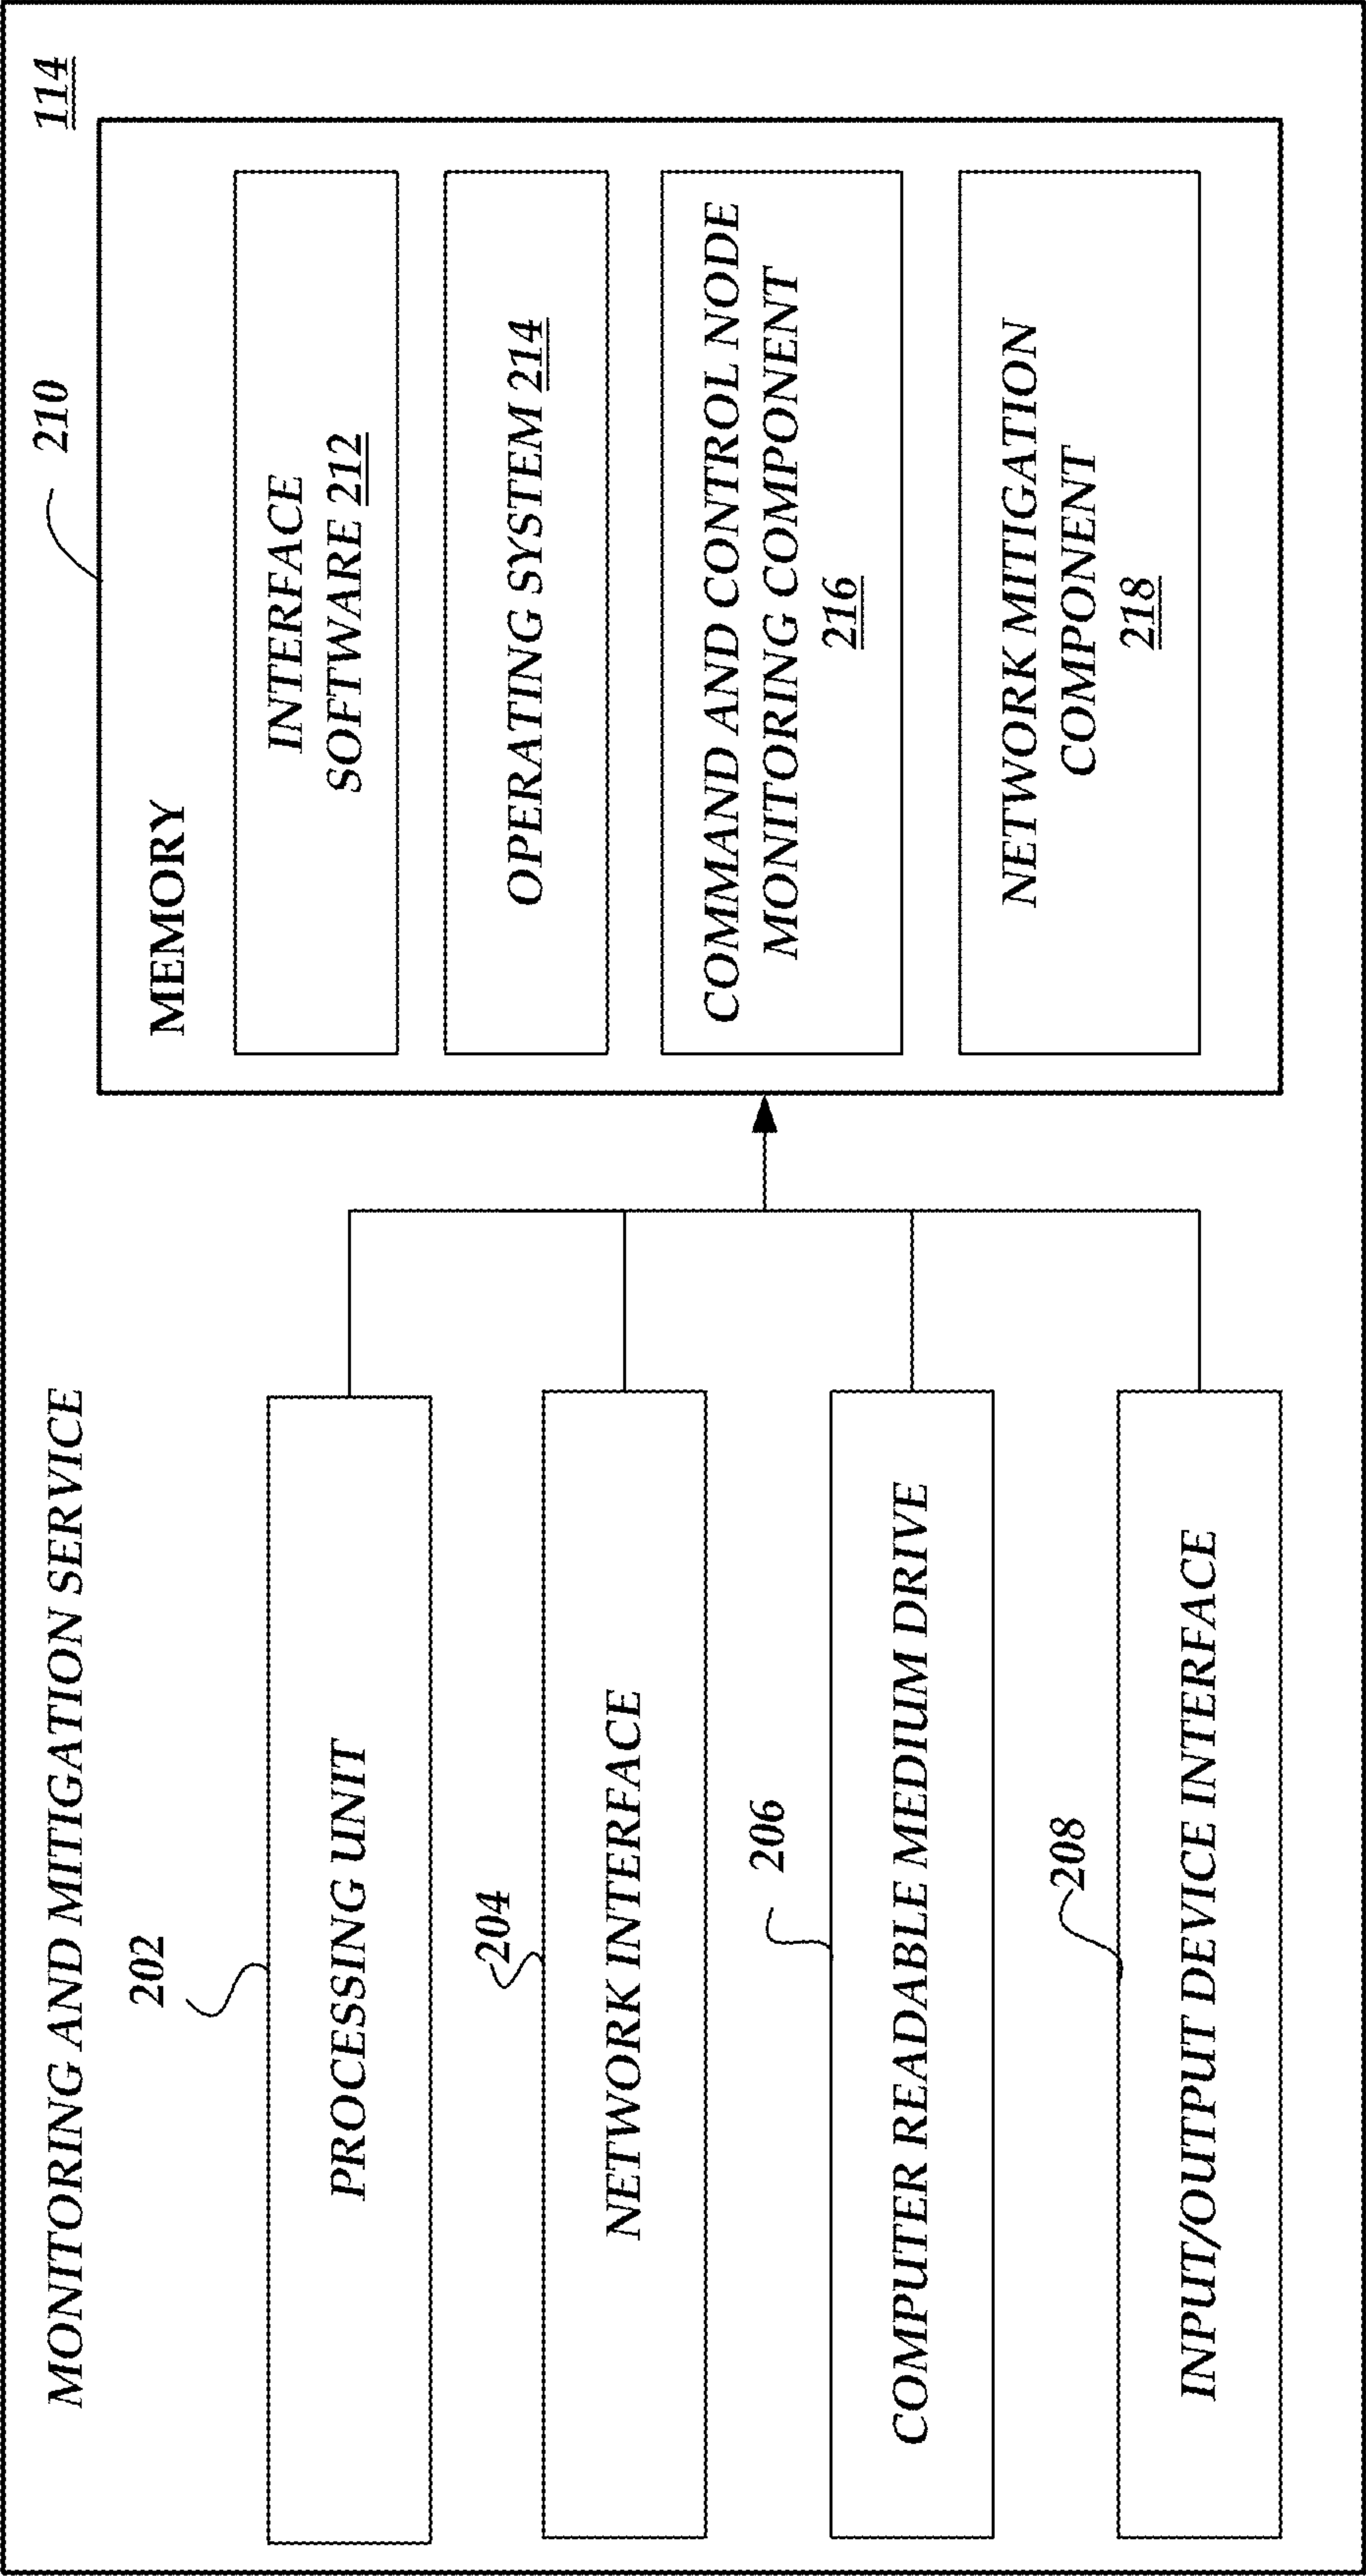 MONITORING AND MITIGATION SERVICE
114
202
PROCESSING UNIT
204
NETWORK INTERFACE
206
COMPUTER READABLE MEDIUM DRIVE
208
INPUT/OUTPUT DEVICE INTERFACE
210
MEMORY
INTERFACE
SOFTWARE 212
OPERATING SYSTEM 214
COMMAND AND CONTROL NODE
MONITORING COMPONENT
216
NETWORK MITIGATION
COMPONENT
218